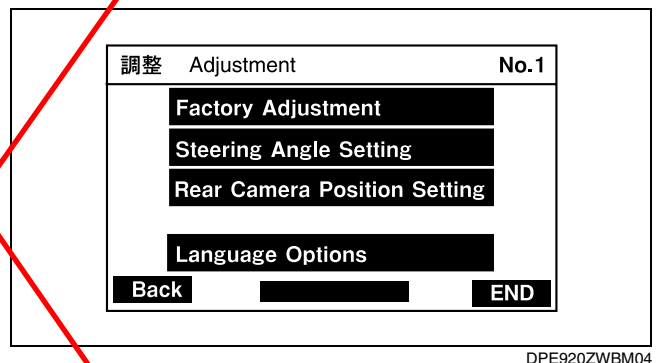 調整 Adjustment No.1
Factory Adjustment
Steering Angle Setting
Rear Camera Position Setting
Language Options
Back END
DPE920ZWBM04